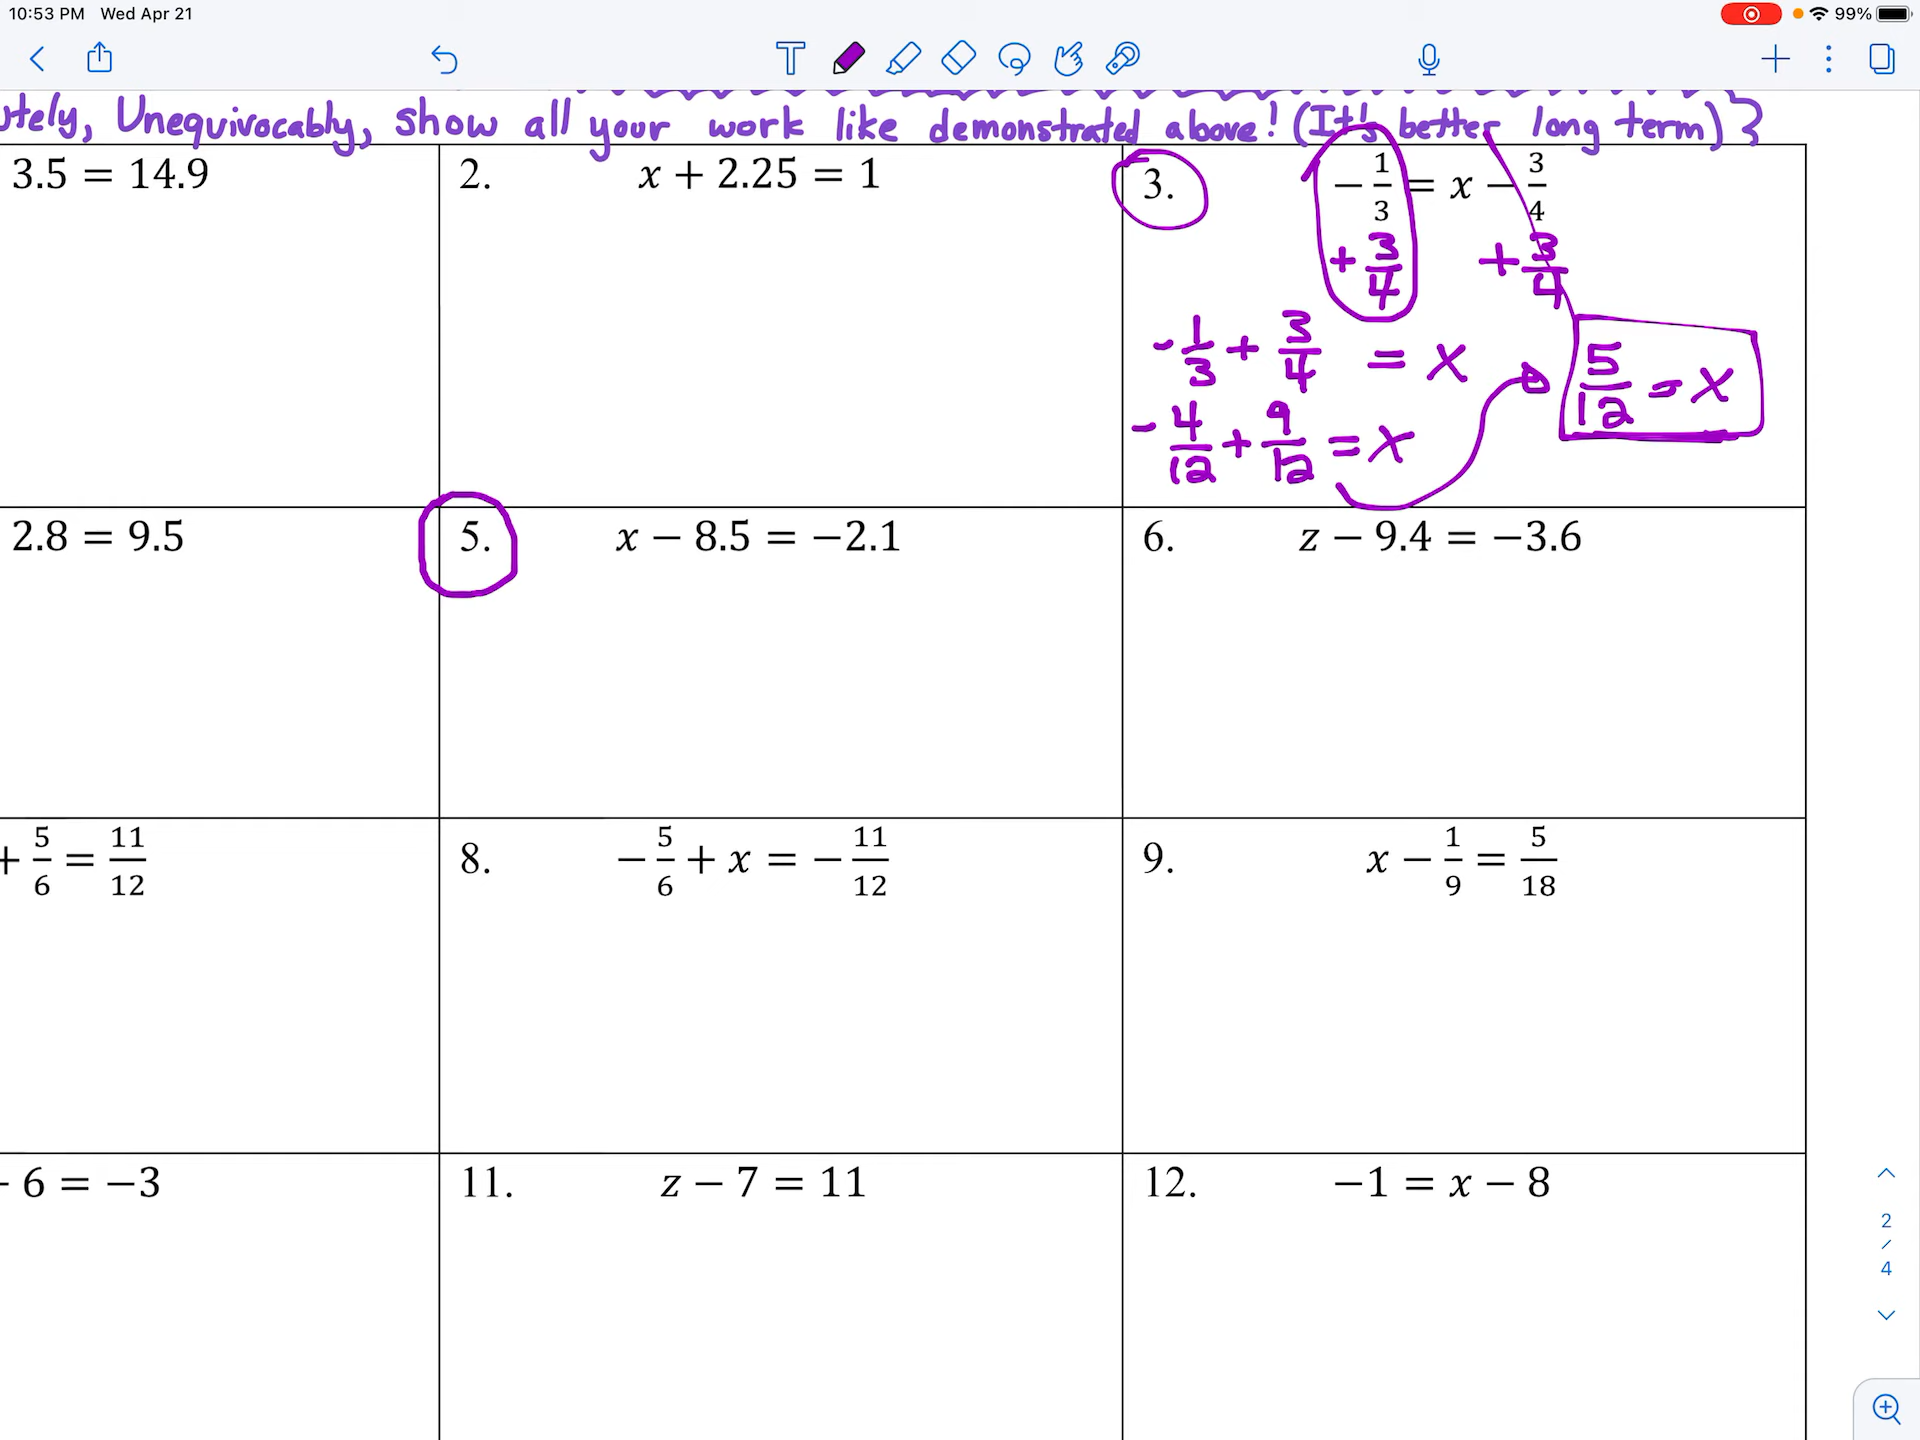 10:53 PM Wed Apr 21 99%
utely, Unequivocably, show all your work like demonstrated above! (It's better long term) }
3.5 = 14.9
2. x + 2.25 = 1
3. −1/3 = x − 3/4
+ 3/4 + 3/4
-1/3 + 3/4 = x
-4/12 + 9/12 = x
5/12 = x
2.8 = 9.5
5. x − 8.5 = −2.1
6. z − 9.4 = −3.6
+ 5/6 = 11/12
8. −5/6 + x = −11/12
9. x − 1/9 = 5/18
- 6 = −3
11. z − 7 = 11
12. −1 = x − 8
2
/
4